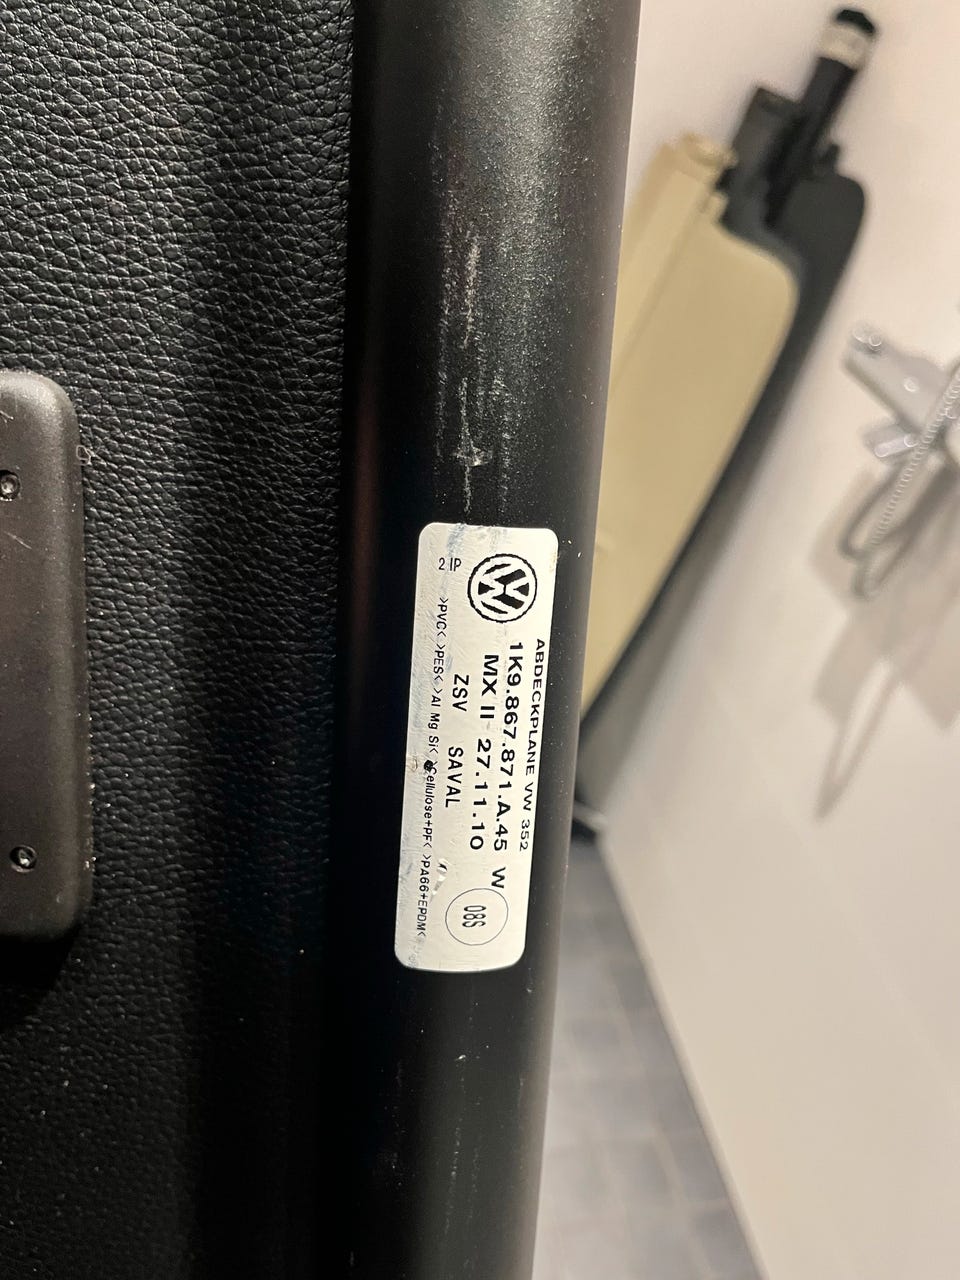 ABDECKPLANE VW 352
1K9.867.871.A.45 W
MX II 27.11.10
ZSV SAVAL
08S
2 IP
>PVC< >PES< >Al Mg Si< >Cellulose+PF< >PA66+EPDM<